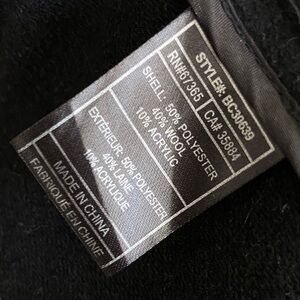 STYLE#: BC30639
RN#67365 CA# 35884
SHELL: 50% POLYESTER
40% WOOL
10% ACRYLIC
EXTÉRIEUR: 50% POLYESTER
40% LAINE
10% ACRYLIQUE
MADE IN CHINA
FABRIQUÉ EN CHINE